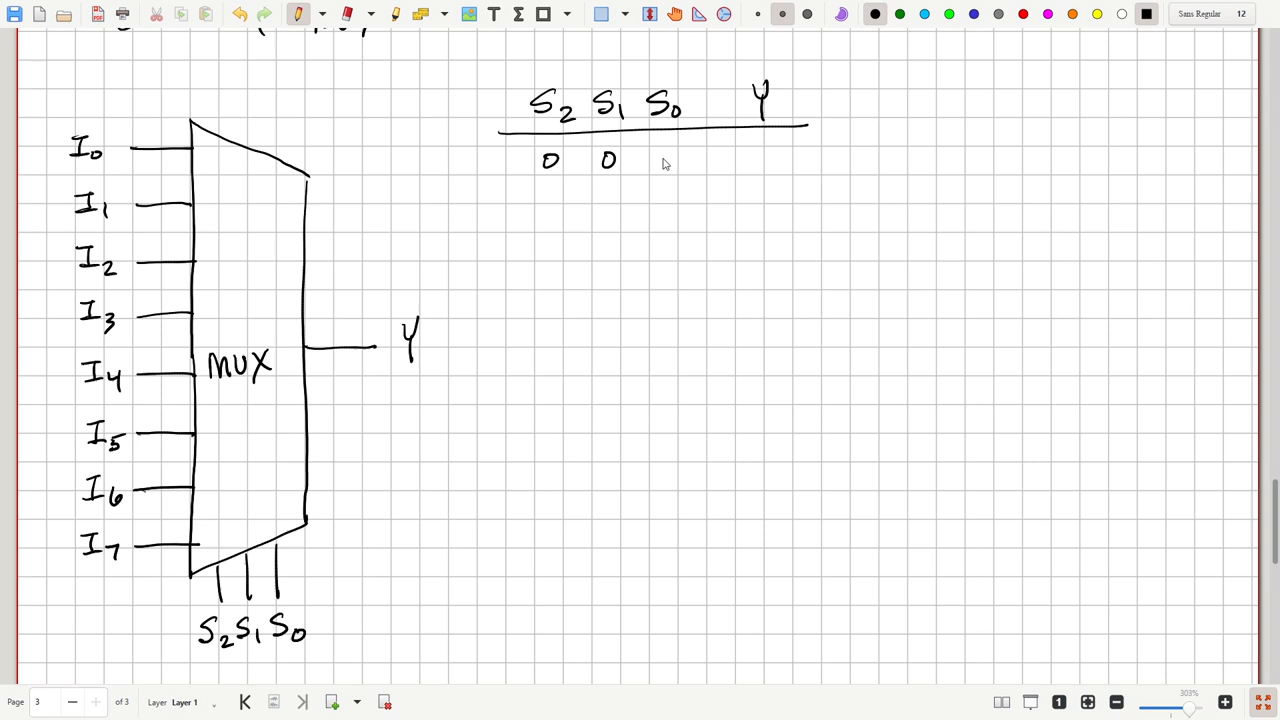 Sans Regular 12
S₂ S₁ S₀ Y
0 0
I₀
I₁
I₂
I₃
I₄
I₅
I₆
I₇
MUX
Y
S₂ S₁ S₀
Page 3 of 3 Layer Layer 1 303%